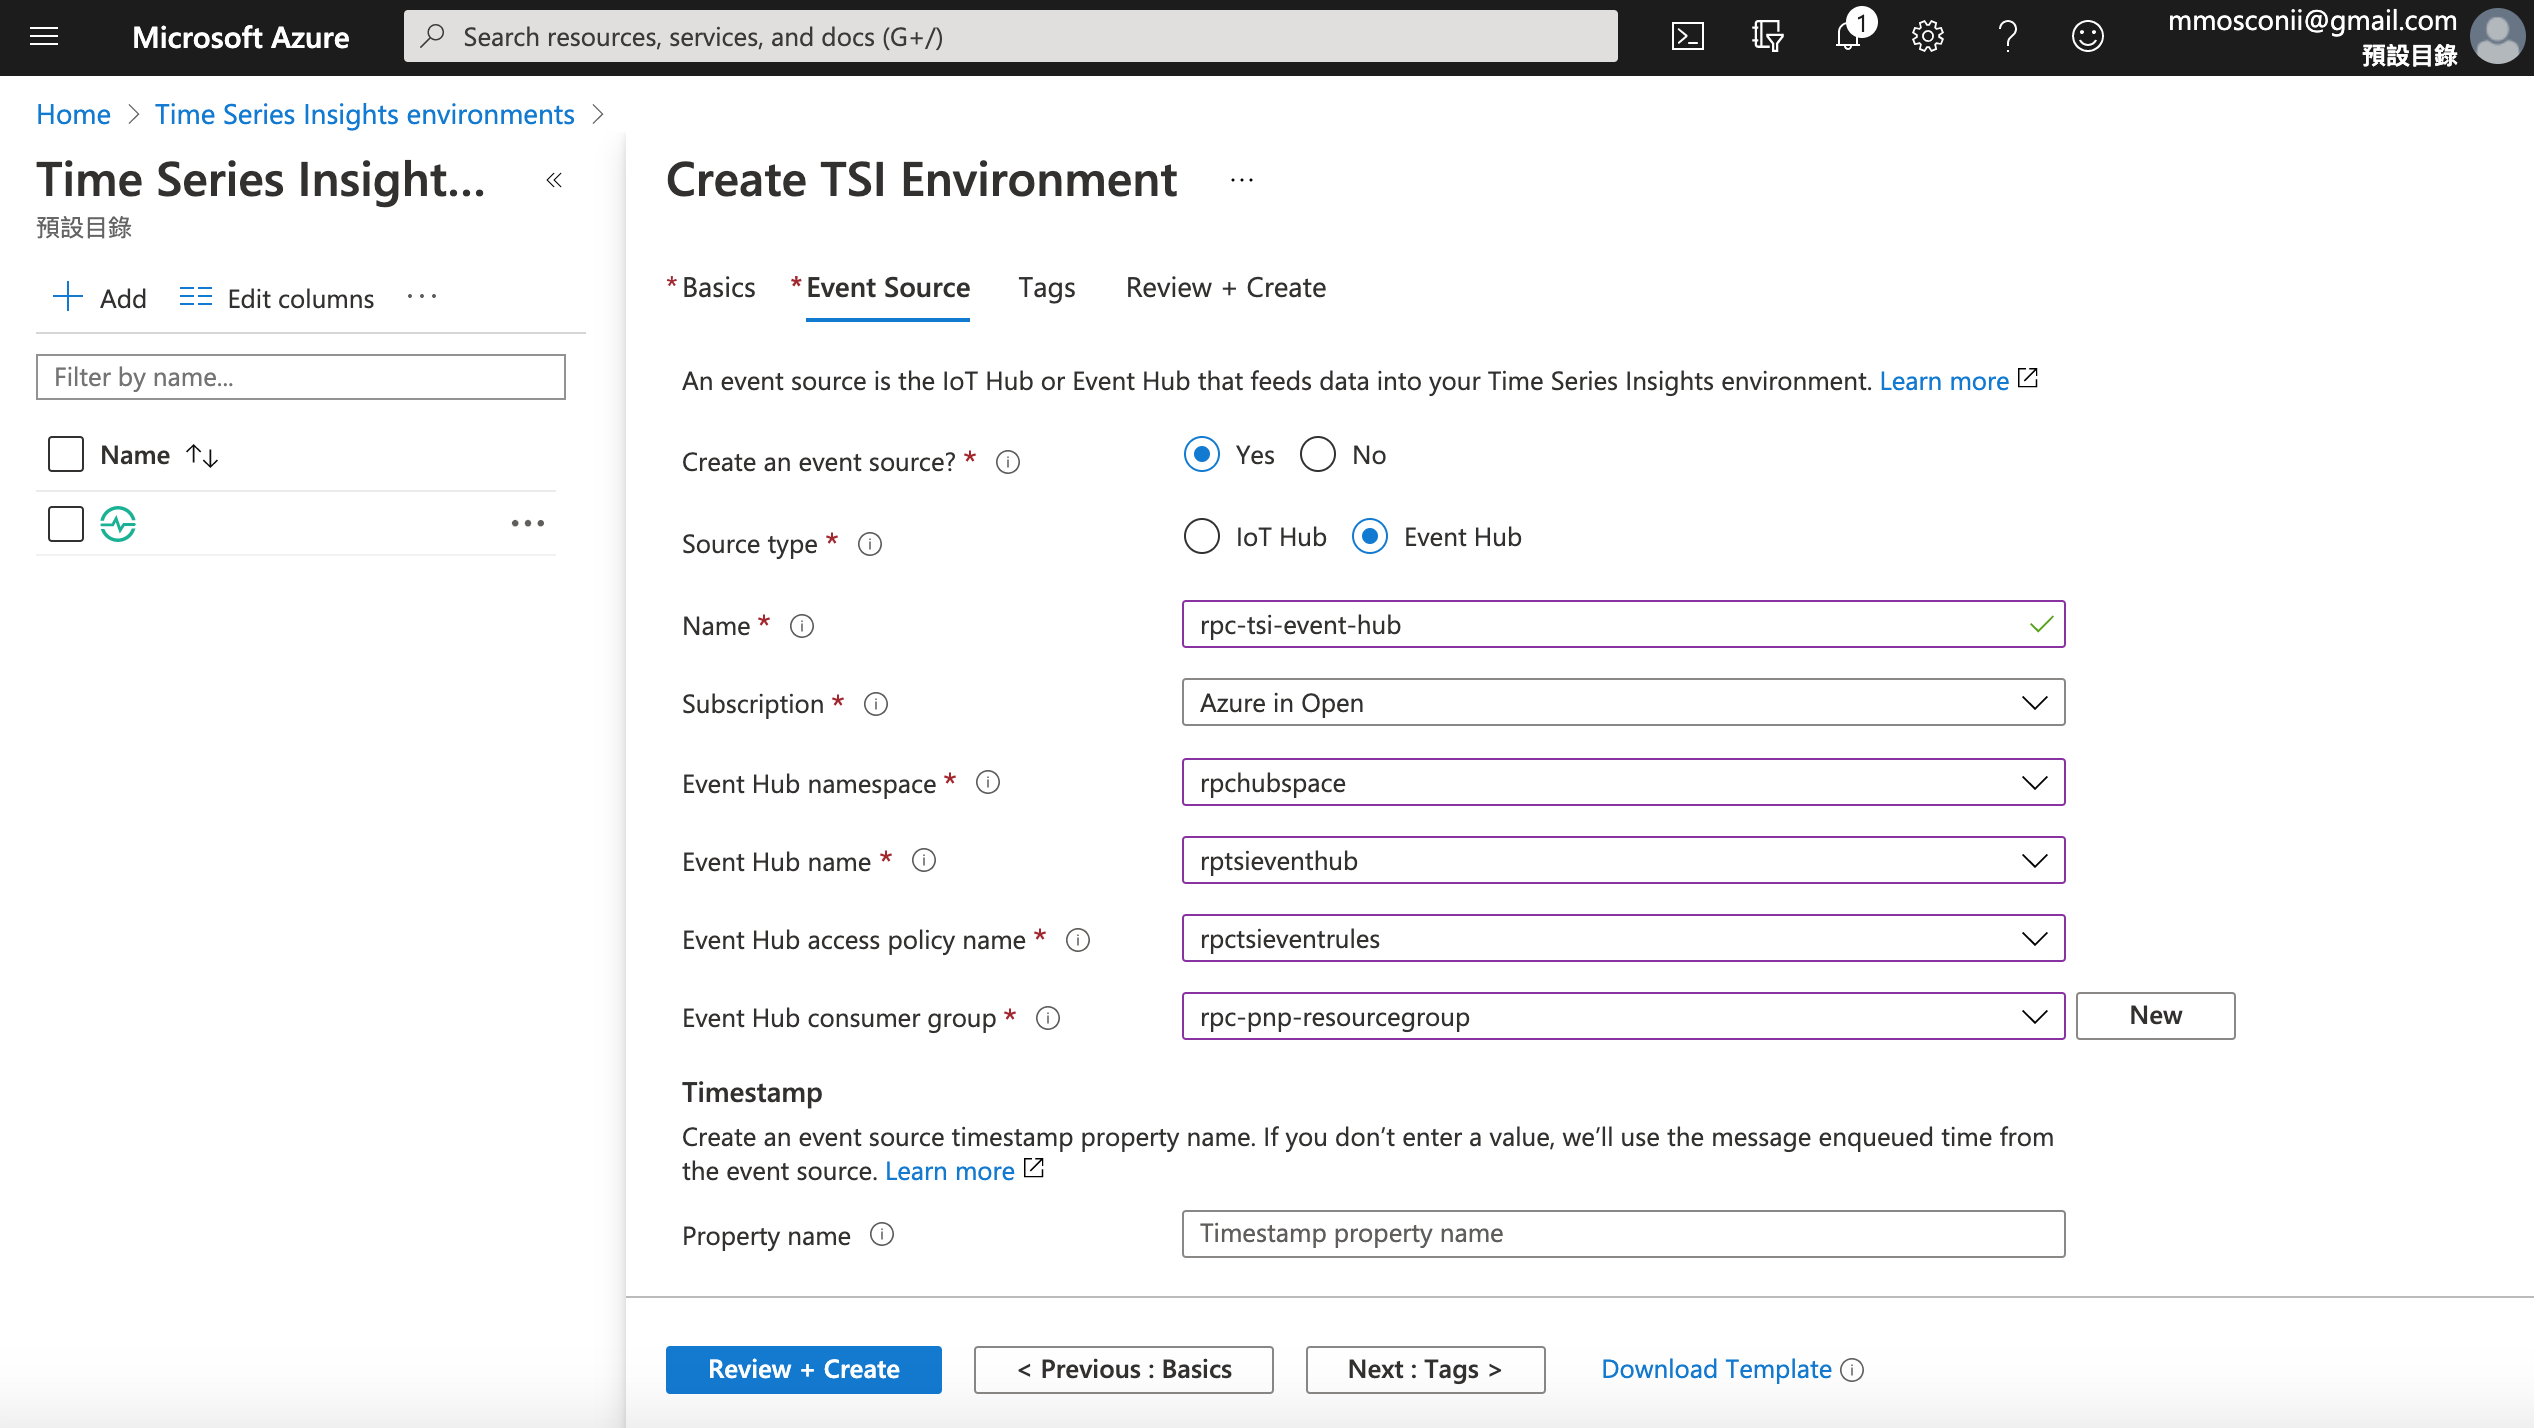 Microsoft Azure
Search resources, services, and docs (G+/)
1
mmosconii@gmail.com
預設目錄
Home > Time Series Insights environments >
Time Series Insight...
預設目錄
Add
Edit columns
Filter by name...
Name
Create TSI Environment
* Basics
* Event Source
Tags
Review + Create
An event source is the IoT Hub or Event Hub that feeds data into your Time Series Insights environment. Learn more
Create an event source? *
Yes
No
Source type *
IoT Hub
Event Hub
Name *
rpc-tsi-event-hub
Subscription *
Azure in Open
Event Hub namespace *
rpchubspace
Event Hub name *
rptsieventhub
Event Hub access policy name *
rpctsieventrules
Event Hub consumer group *
rpc-pnp-resourcegroup
New
Timestamp
Create an event source timestamp property name. If you don’t enter a value, we’ll use the message enqueued time from
the event source. Learn more
Property name
Timestamp property name
Review + Create
< Previous : Basics
Next : Tags >
Download Template